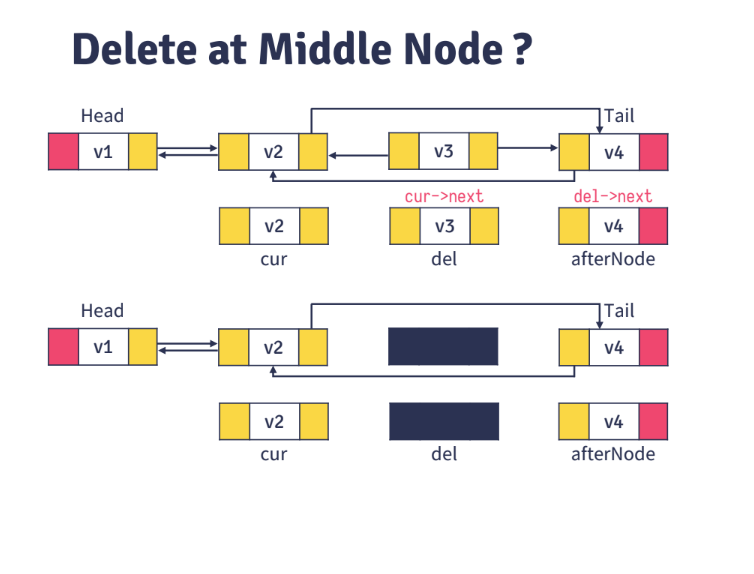 Delete at Middle Node ?
Head Tail
v1 v2 v3 v4
cur->next del->next
v2 v3 v4
cur del afterNode
Head Tail
v1 v2 v4
v2 v4
cur del afterNode